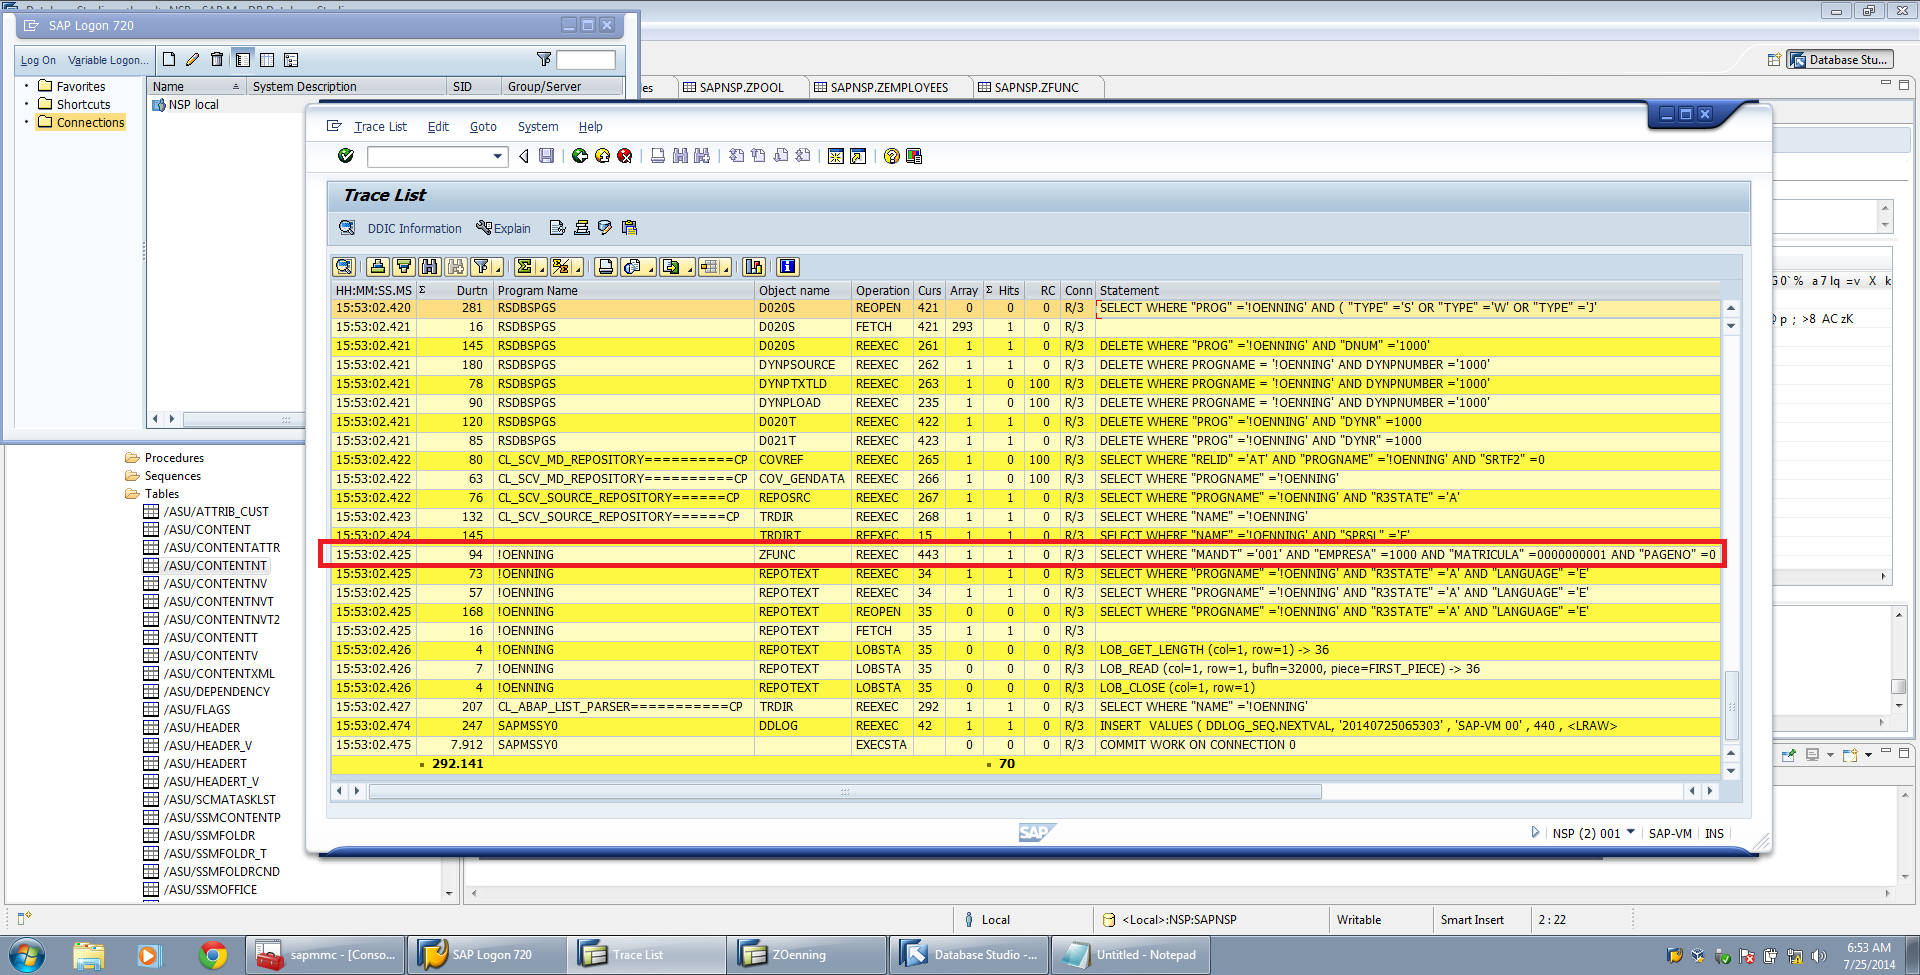 SAP Logon 720
Log On Variable Logon...
Favorites
Shortcuts
Connections
Name System Description SID Group/Server
NSP local
SAPNSP.ZPOOL SAPNSP.ZEMPLOYEES SAPNSP.ZFUNC
Database Stu...
Trace List Edit Goto System Help
Trace List
DDIC Information Explain
HH:MM:SS.MS Σ Durtn Program Name Object name Operation Curs Array Σ Hits RC Conn Statement
15:53:02.420 281 RSDBSPGS D020S REOPEN 421 0 0 0 R/3 SELECT WHERE "PROG" ='!OENNING' AND ( "TYPE" ='S' OR "TYPE" ='W' OR "TYPE" ='J'
15:53:02.421 16 RSDBSPGS D020S FETCH 421 293 1 0 R/3
15:53:02.421 145 RSDBSPGS D020S REEXEC 261 1 1 0 R/3 DELETE WHERE "PROG" ='!OENNING' AND "DNUM" ='1000'
15:53:02.421 180 RSDBSPGS DYNPSOURCE REEXEC 262 1 1 0 R/3 DELETE WHERE PROGNAME = '!OENNING' AND DYNPNUMBER ='1000'
15:53:02.421 78 RSDBSPGS DYNPTXTLD REEXEC 263 1 0 100 R/3 DELETE WHERE PROGNAME = '!OENNING' AND DYNPNUMBER ='1000'
15:53:02.421 90 RSDBSPGS DYNPLOAD REEXEC 235 1 0 100 R/3 DELETE WHERE PROGNAME = '!OENNING' AND DYNPNUMBER ='1000'
15:53:02.421 120 RSDBSPGS D020T REEXEC 422 1 1 0 R/3 DELETE WHERE "PROG" ='!OENNING' AND "DYNR" =1000
15:53:02.421 85 RSDBSPGS D021T REEXEC 423 1 1 0 R/3 DELETE WHERE "PROG" ='!OENNING' AND "DYNR" =1000
15:53:02.422 80 CL_SCV_MD_REPOSITORY==========CP COVREF REEXEC 265 1 0 100 R/3 SELECT WHERE "RELID" ='AT' AND "PROGNAME" ='!OENNING' AND "SRTF2" =0
15:53:02.422 63 CL_SCV_MD_REPOSITORY==========CP COV_GENDATA REEXEC 266 1 0 100 R/3 SELECT WHERE "PROGNAME" ='!OENNING'
15:53:02.422 76 CL_SCV_SOURCE_REPOSITORY======CP REPOSRC REEXEC 267 1 1 0 R/3 SELECT WHERE "PROGNAME" ='!OENNING' AND "R3STATE" ='A'
15:53:02.423 132 CL_SCV_SOURCE_REPOSITORY======CP TRDIR REEXEC 268 1 1 0 R/3 SELECT WHERE "NAME" ='!OENNING'
15:53:02.424 145 TRDIRT REEXEC 15 1 1 0 R/3 SELECT WHERE "NAME" ='!OENNING' AND "SPRSL" ='E'
15:53:02.425 94 !OENNING ZFUNC REEXEC 443 1 1 0 R/3 SELECT WHERE "MANDT" ='001' AND "EMPRESA" =1000 AND "MATRICULA" =0000000001 AND "PAGENO" =0
15:53:02.425 73 !OENNING REPOTEXT REEXEC 34 1 1 0 R/3 SELECT WHERE "PROGNAME" ='!OENNING' AND "R3STATE" ='A' AND "LANGUAGE" ='E'
15:53:02.425 57 !OENNING REPOTEXT REEXEC 34 1 1 0 R/3 SELECT WHERE "PROGNAME" ='!OENNING' AND "R3STATE" ='A' AND "LANGUAGE" ='E'
15:53:02.425 168 !OENNING REPOTEXT REOPEN 35 0 0 0 R/3 SELECT WHERE "PROGNAME" ='!OENNING' AND "R3STATE" ='A' AND "LANGUAGE" ='E'
15:53:02.425 16 !OENNING REPOTEXT FETCH 35 1 1 0 R/3
15:53:02.426 4 !OENNING REPOTEXT LOBSTA 35 0 0 0 R/3 LOB_GET_LENGTH (col=1, row=1) -> 36
15:53:02.426 7 !OENNING REPOTEXT LOBSTA 35 0 0 0 R/3 LOB_READ (col=1, row=1, bufln=32000, piece=FIRST_PIECE) -> 36
15:53:02.426 4 !OENNING REPOTEXT LOBSTA 35 0 0 0 R/3 LOB_CLOSE (col=1, row=1)
15:53:02.427 207 CL_ABAP_LIST_PARSER===========CP TRDIR REEXEC 292 1 1 0 R/3 SELECT WHERE "NAME" ='!OENNING'
15:53:02.474 247 SAPMSSY0 DDLOG REEXEC 42 1 1 0 R/3 INSERT VALUES ( DDLOG_SEQ.NEXTVAL, '20140725065303' , 'SAP-VM 00' , 440 , <LRAW>
15:53:02.475 7.912 SAPMSSY0 EXECSTA 0 0 0 R/3 COMMIT WORK ON CONNECTION 0
292.141 70
SAP
NSP (2) 001 SAP-VM INS
Procedures
Sequences
Tables
/ASU/ATTRIB_CUST
/ASU/CONTENT
/ASU/CONTENTATTR
/ASU/CONTENTNT
/ASU/CONTENTNV
/ASU/CONTENTNVT
/ASU/CONTENTNVT2
/ASU/CONTENTT
/ASU/CONTENTV
/ASU/CONTENTXML
/ASU/DEPENDENCY
/ASU/FLAGS
/ASU/HEADER
/ASU/HEADER_V
/ASU/HEADERT
/ASU/HEADERT_V
/ASU/SCMATASKLST
/ASU/SSMCONTENTP
/ASU/SSMFOLDR
/ASU/SSMFOLDR_T
/ASU/SSMFOLDRCND
/ASU/SSMOFFICE
Local <Local>:NSP:SAPNSP Writable Smart Insert 2 : 22
sapmmc - [Conso... SAP Logon 720 Trace List ZOenning Database Studio -... Untitled - Notepad
6:53 AM
7/25/2014